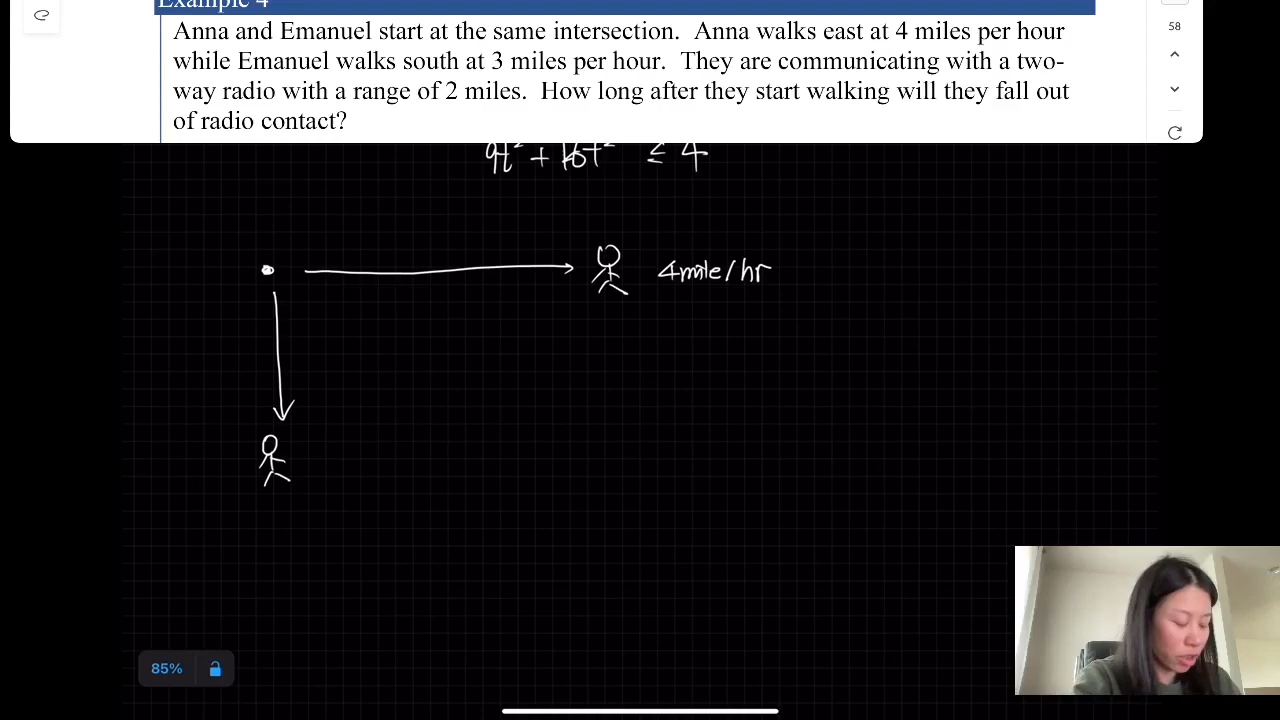 Example 4
58
Anna and Emanuel start at the same intersection. Anna walks east at 4 miles per hour
while Emanuel walks south at 3 miles per hour. They are communicating with a two-
way radio with a range of 2 miles. How long after they start walking will they fall out
of radio contact?
9t² + 16t² ≤ 4
4mile/hr
85%